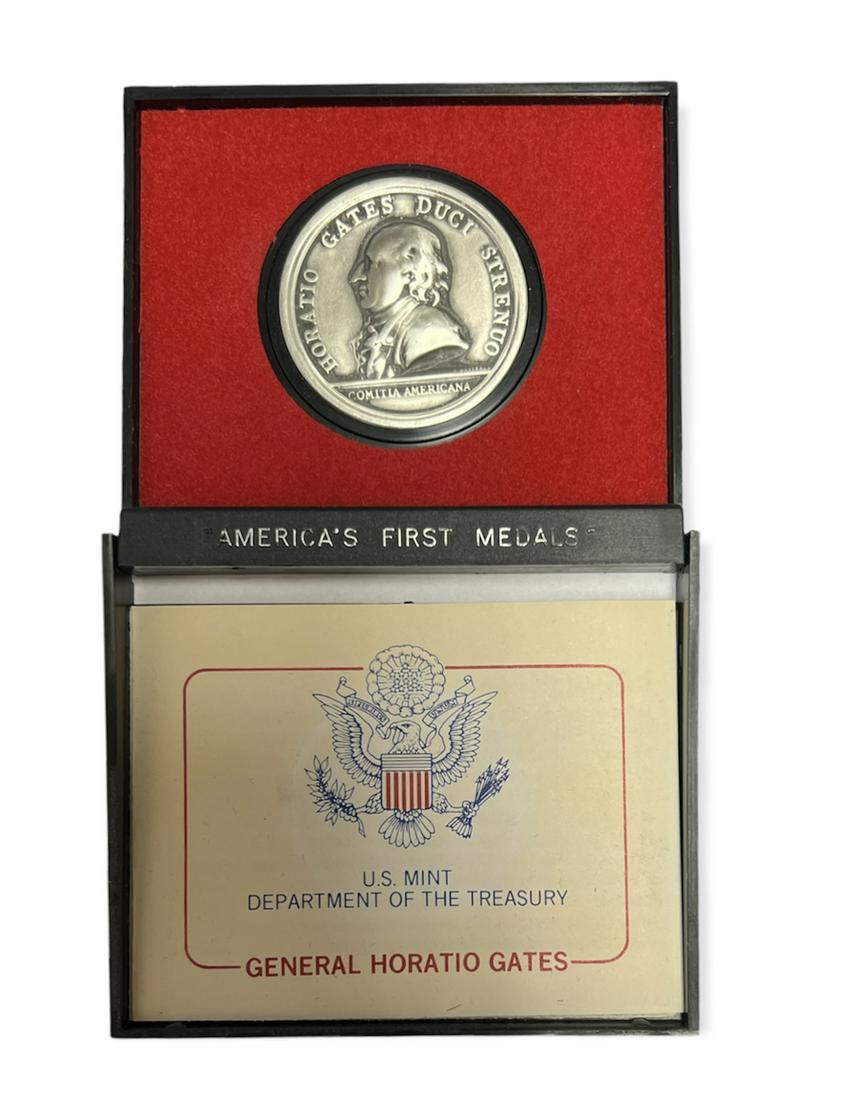 HORATIO GATES DUCI STRENUO
COMITIA AMERICANA
"AMERICA'S FIRST MEDALS"
U.S. MINT
DEPARTMENT OF THE TREASURY
GENERAL HORATIO GATES